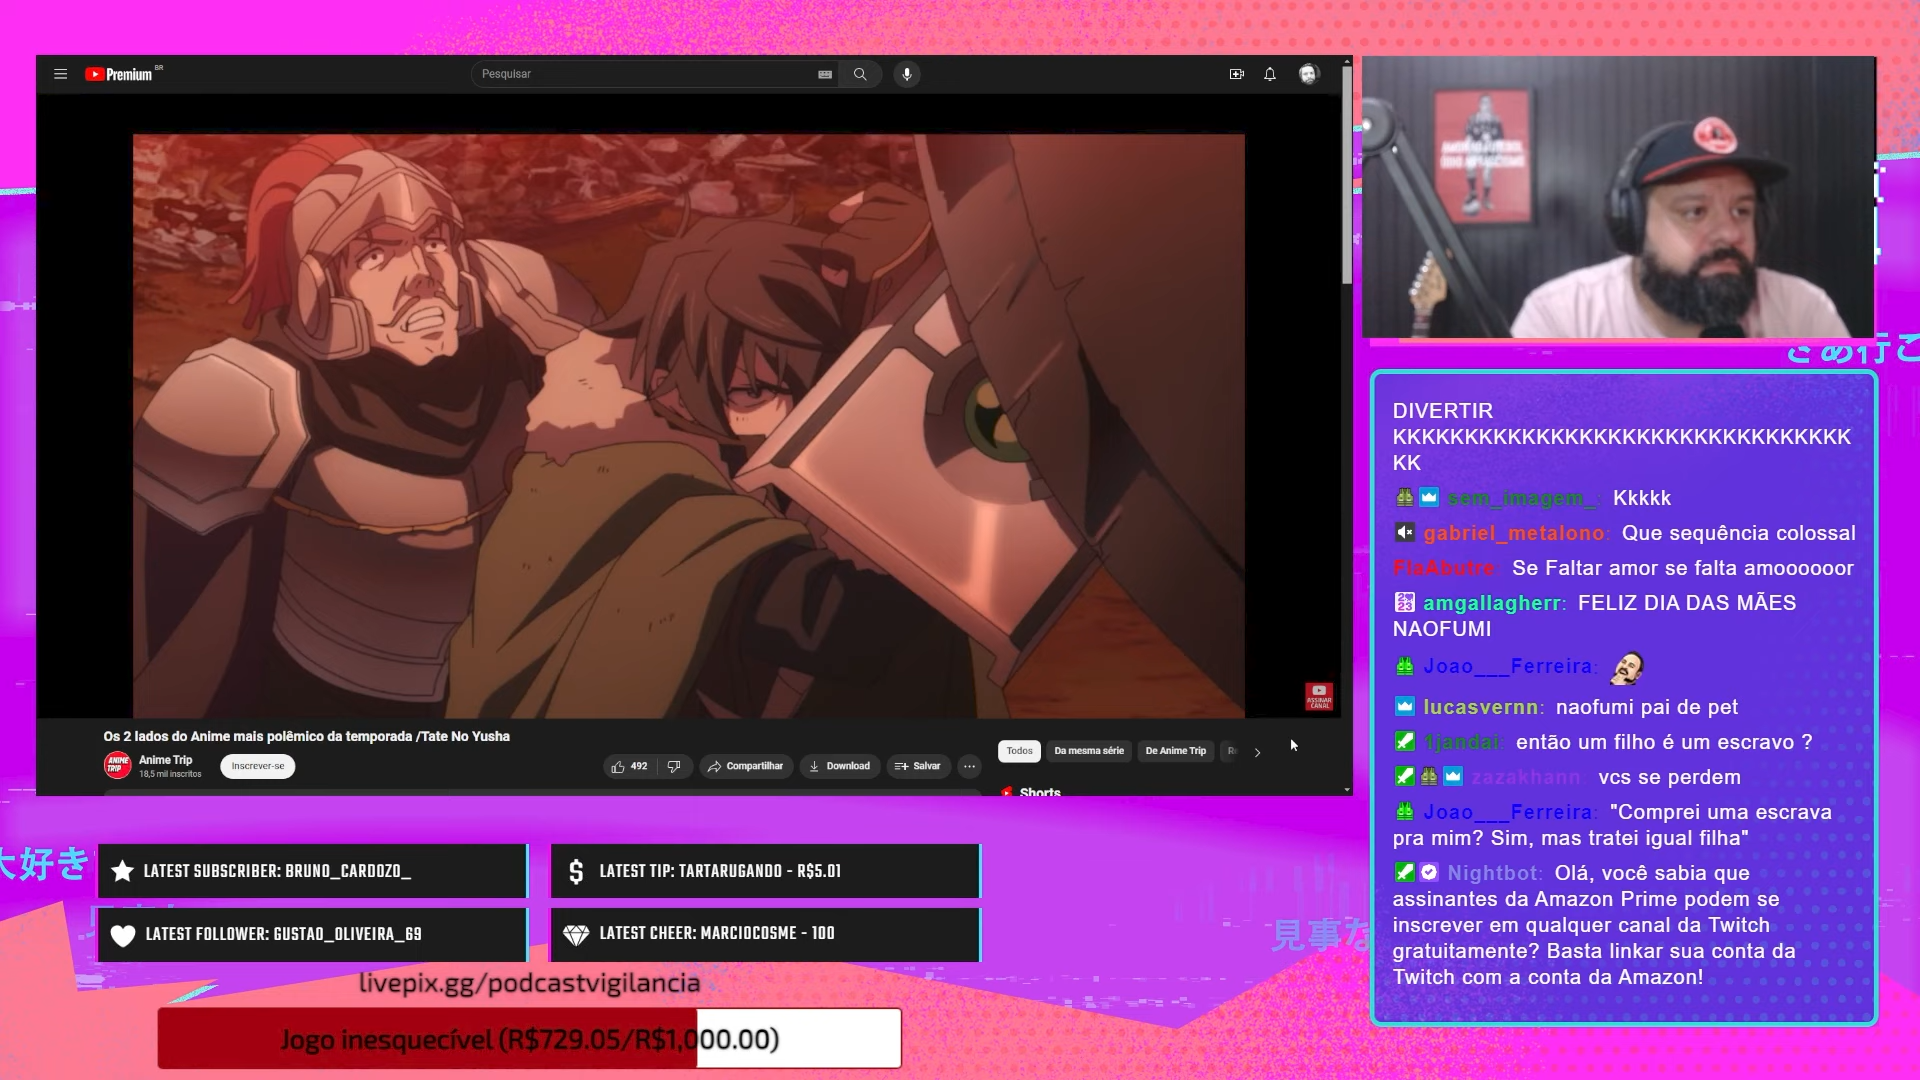 Premium BR
Pesquisar
ASSINAR
CANAL
Os 2 lados do Anime mais polêmico da temporada /Tate No Yusha
ANIME
TRIP
Anime Trip
18,5 mil inscritos
Inscrever-se
492
Compartilhar
Download
Salvar
Todos
Da mesma série
De Anime Trip
Shorts
DIVERTIR
KKKKKKKKKKKKKKKKKKKKKKKKKKKKKKKK
KK
sem_imagem_: Kkkkk
gabriel_metalono: Que sequência colossal
FlaAbutre: Se Faltar amor se falta amoooooor
amgallagherr: FELIZ DIA DAS MÃES
NAOFUMI
Joao___Ferreira:
lucasvernn: naofumi pai de pet
1jandai: então um filho é um escravo ?
zazakhann: vcs se perdem
Joao___Ferreira: "Comprei uma escrava
pra mim? Sim, mas tratei igual filha"
Nightbot: Olá, você sabia que
assinantes da Amazon Prime podem se
inscrever em qualquer canal da Twitch
gratuitamente? Basta linkar sua conta da
Twitch com a conta da Amazon!
大好き
見事な
LATEST SUBSCRIBER: BRUNO_CARDOZO_
LATEST TIP: TARTARUGANDO - R$5.01
LATEST FOLLOWER: GUSTAO_OLIVEIRA_69
LATEST CHEER: MARCIOCOSME - 100
livepix.gg/podcastvigilancia
Jogo inesquecível (R$729.05/R$1,000.00)